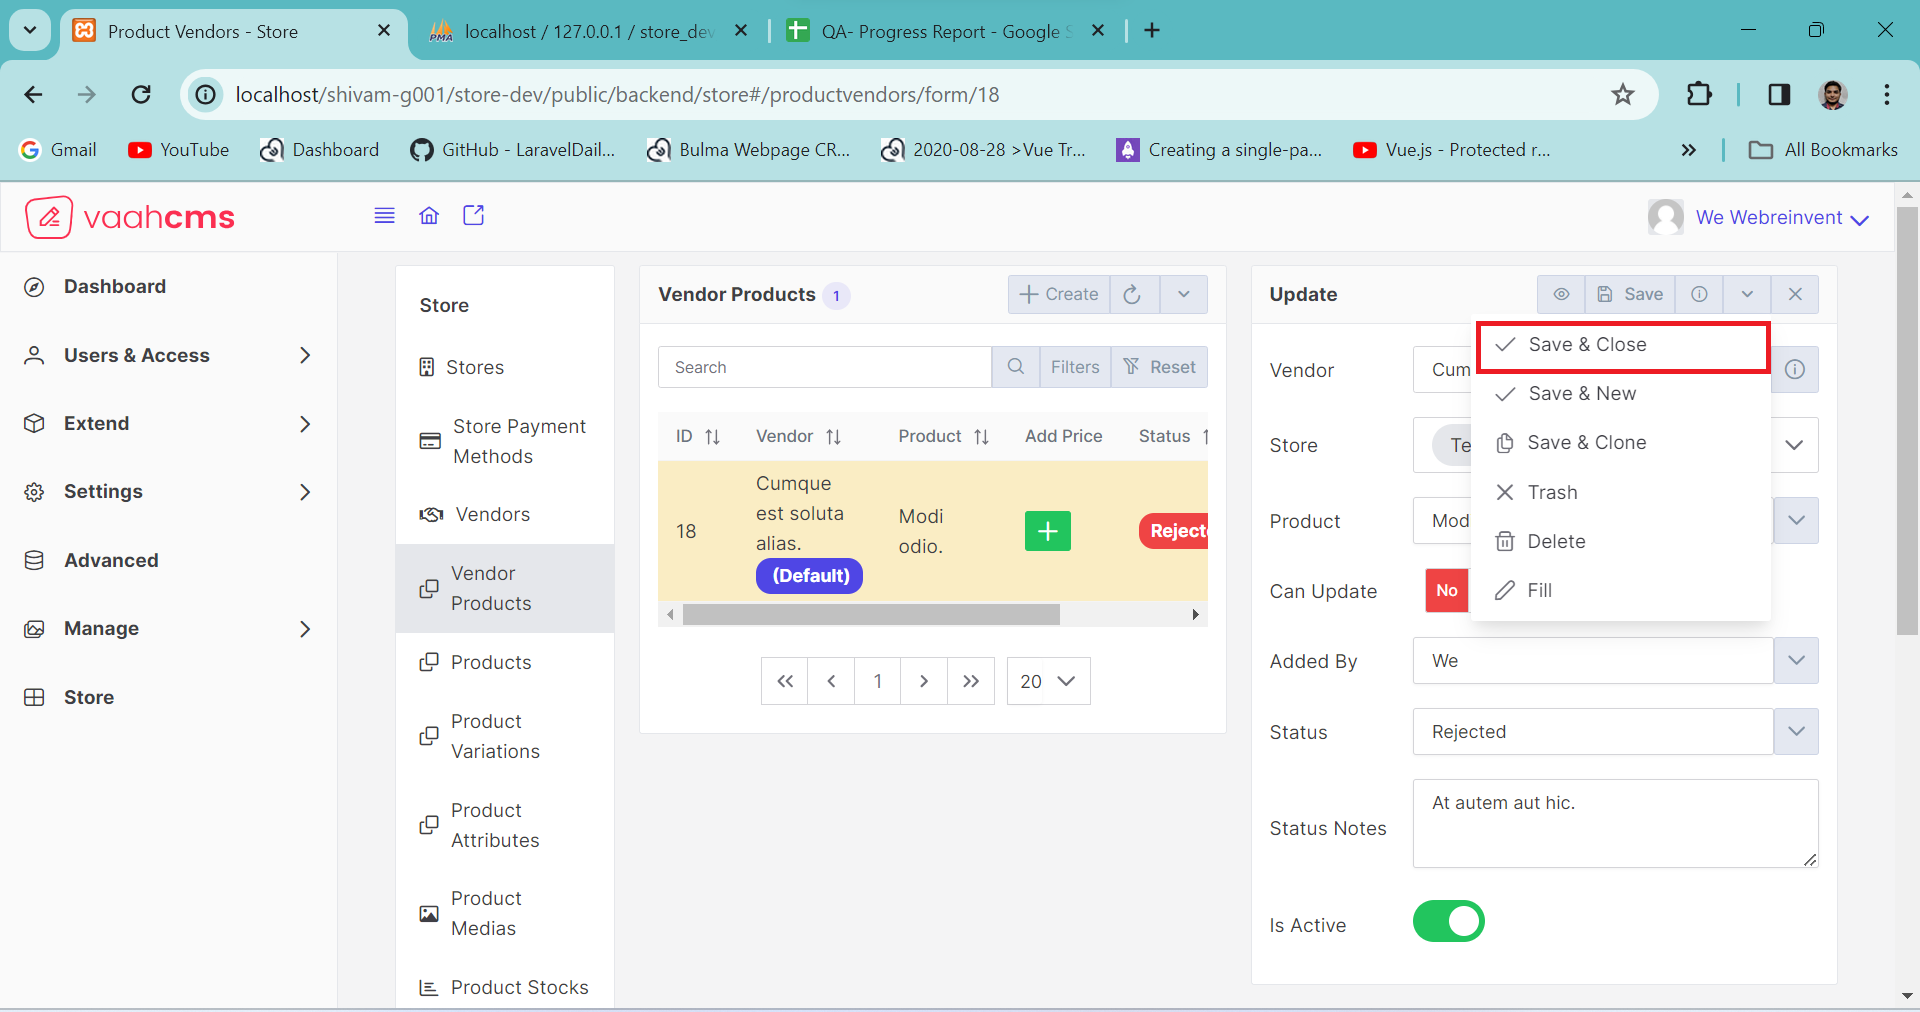 Product Vendors - Store
localhost / 127.0.0.1 / store_dev
QA- Progress Report - Google S
localhost/shivam-g001/store-dev/public/backend/store#/productvendors/form/18
Gmail
YouTube
Dashboard
GitHub - LaravelDail...
Bulma Webpage CR...
2020-08-28 >Vue Tr...
Creating a single-pa...
Vue.js - Protected r...
All Bookmarks
vaahcms
We Webreinvent
Dashboard
Users & Access
Extend
Settings
Advanced
Manage
Store
Store
Stores
Store Payment
Methods
Vendors
Vendor
Products
Products
Product
Variations
Product
Attributes
Product
Medias
Product Stocks
Vendor Products 1
Create
Search
Filters
Reset
ID Vendor Product Add Price Status
18
Cumque
est soluta
alias.
(Default)
Modi
odio.
Rejecte
1
20
Update
Save
Save & Close
Save & New
Save & Clone
Trash
Delete
Fill
Vendor Cum
Store Te
Product Mod
Can Update No
Added By We
Status Rejected
Status Notes At autem aut hic.
Is Active